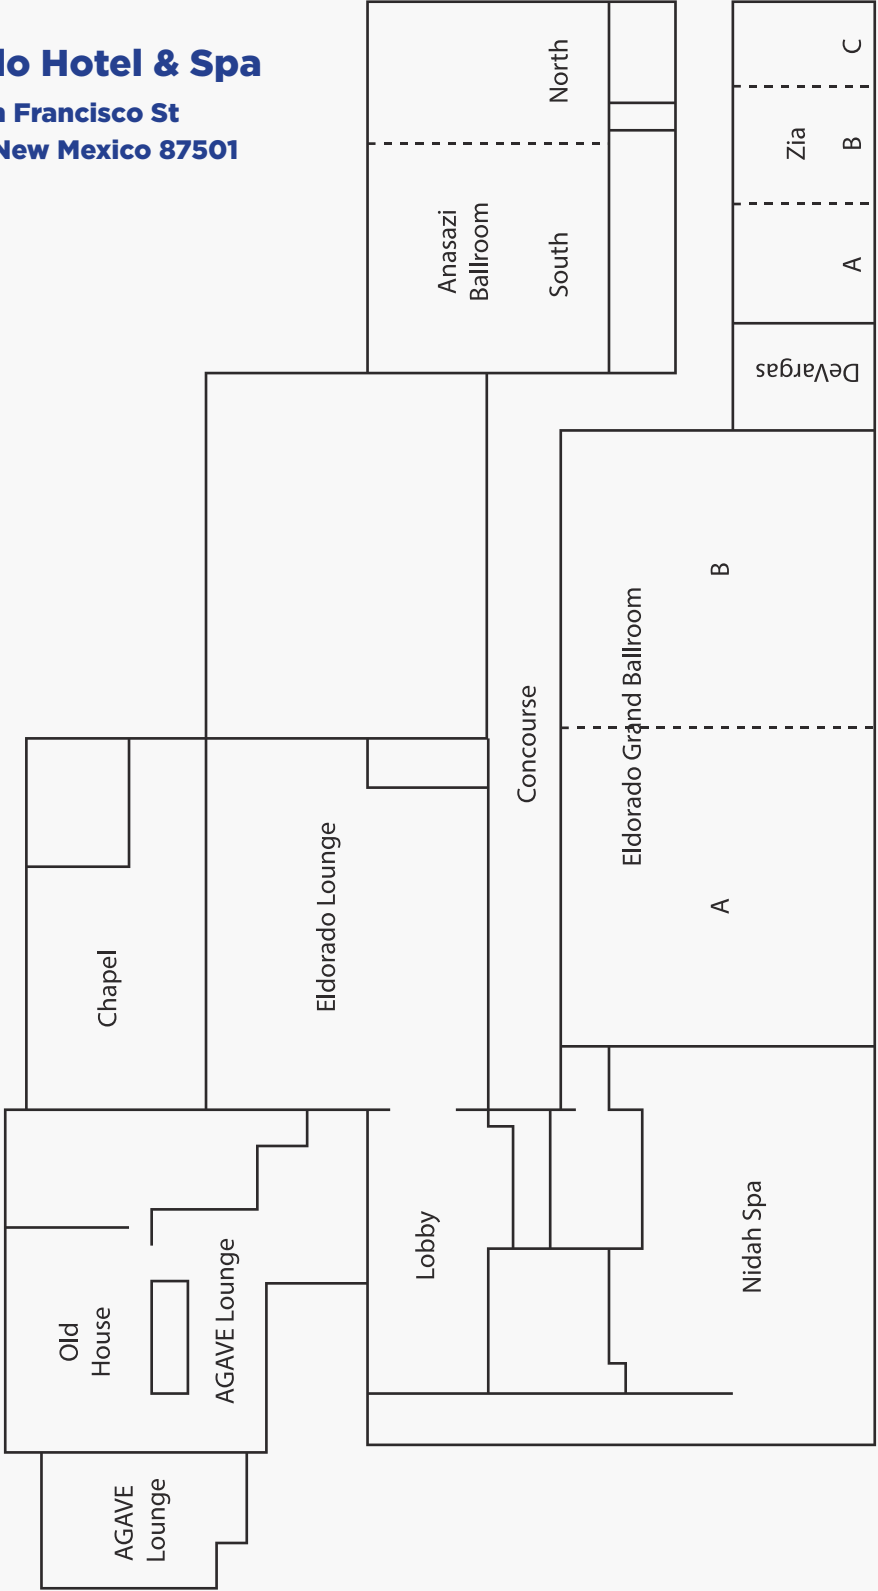 lo Hotel & Spa
Francisco St
New Mexico 87501
North
Anasazi
Ballroom
South
C
Zia
B
A
DeVargas
B
Eldorado Grand Ballroom
A
Concourse
Eldorado Lounge
Chapel
Lobby
Nidah Spa
Old
House
AGAVE Lounge
AGAVE
Lounge